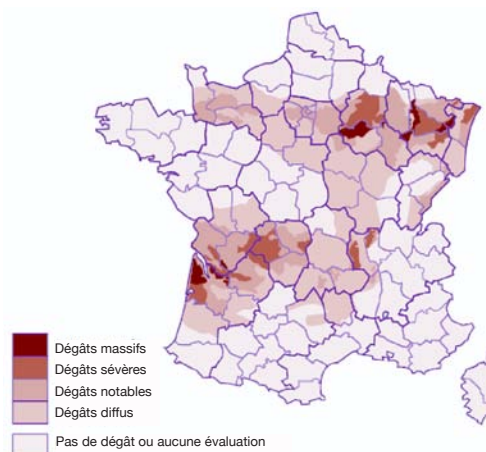 Dégâts massifs
Dégâts sévères
Dégâts notables
Dégâts diffus
Pas de dégât ou aucune évaluation